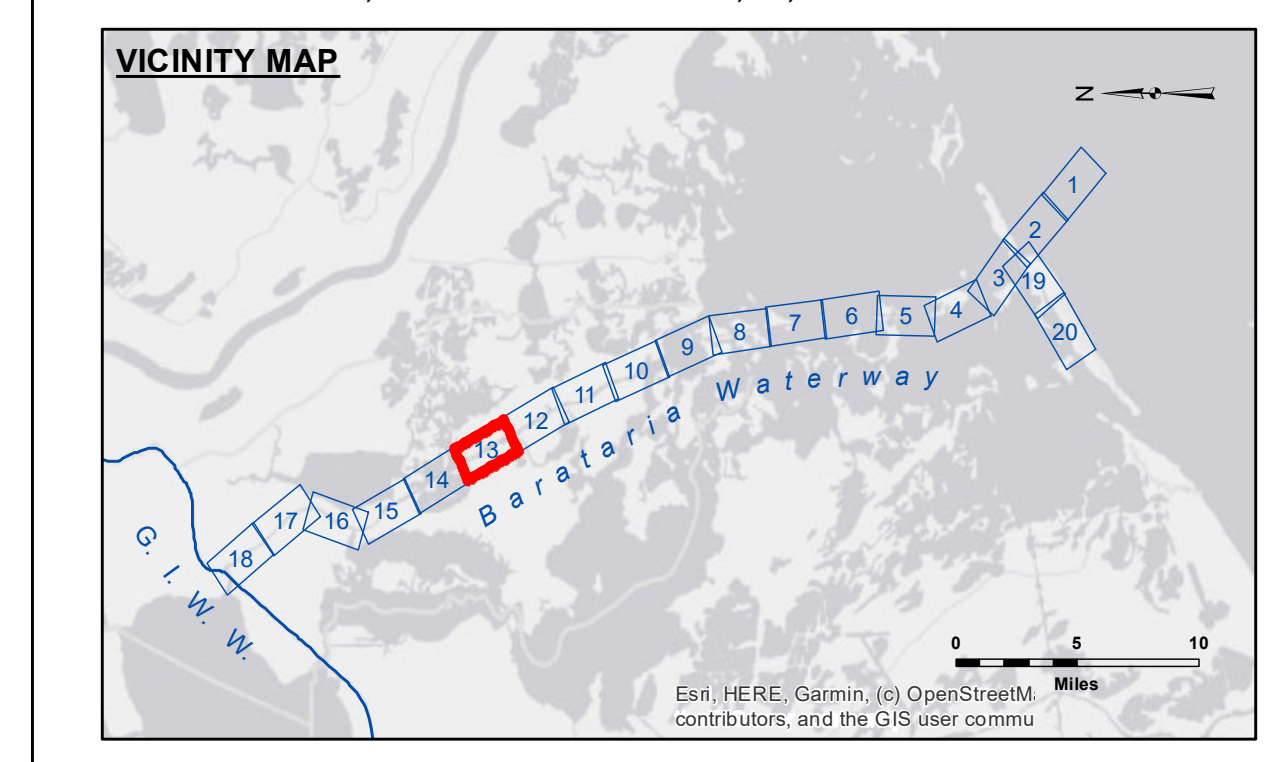 VICINITY MAP
N
1
2
3
19
20
4
5
6
7
8
9
10
11
12
13
14
15
16
17
18
Barataria Waterway
G. I. W. W.
0 5 10
Miles
Esri, HERE, Garmin, (c) OpenStreetM
contributors, and the GIS user commu